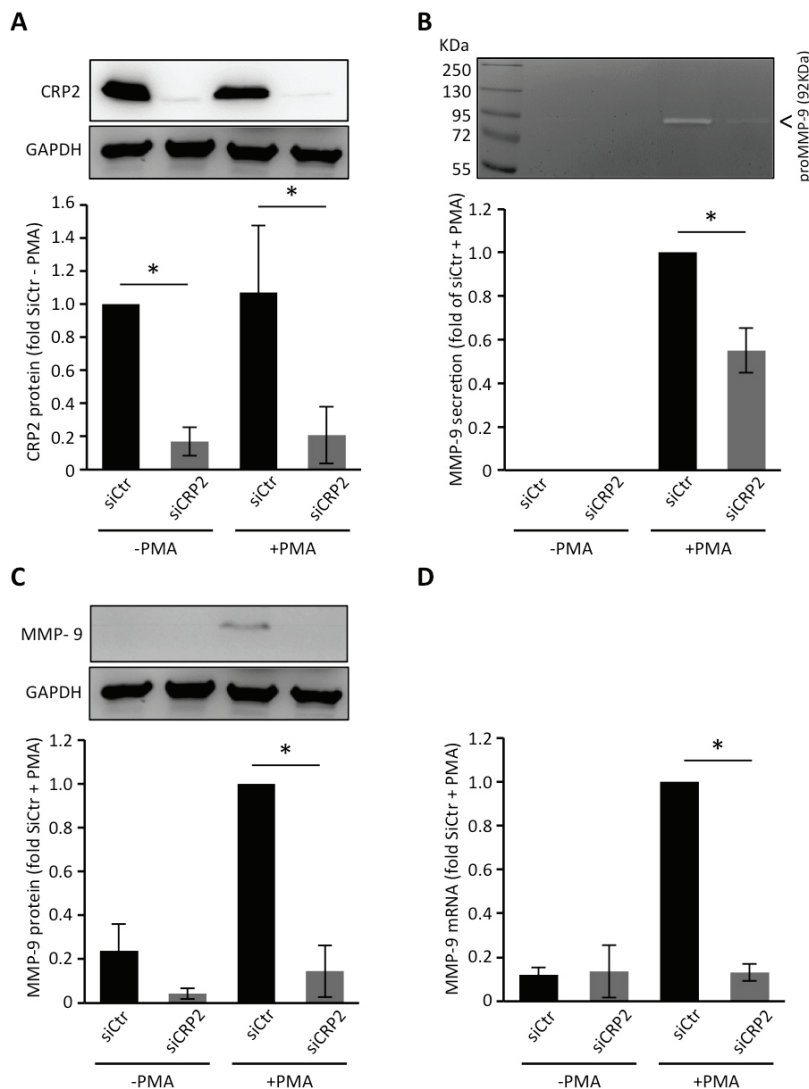 A
CRP2
GAPDH
CRP2 protein (fold SiCtr - PMA)
1.6
1.4
1.2
1.0
0.8
0.6
0.4
0.2
0
*
*
siCtr
siCRP2
siCtr
siCRP2
-PMA
+PMA
B
KDa
250
130
95
72
55
<
proMMP-9 (92KDa)
MMP-9 secretion (fold of siCtr + PMA)
1.2
1.0
0.8
0.6
0.4
0.2
0
*
siCtr
siCRP2
siCtr
siCRP2
-PMA
+PMA
C
MMP- 9
GAPDH
MMP-9 protein (fold SiCtr + PMA)
1.2
1.0
0.8
0.6
0.4
0.2
0
*
siCtr
siCRP2
siCtr
siCRP2
-PMA
+PMA
D
MMP-9 mRNA (fold SiCtr + PMA)
1.2
1.0
0.8
0.6
0.4
0.2
0
*
siCtr
siCRP2
siCtr
siCRP2
-PMA
+PMA